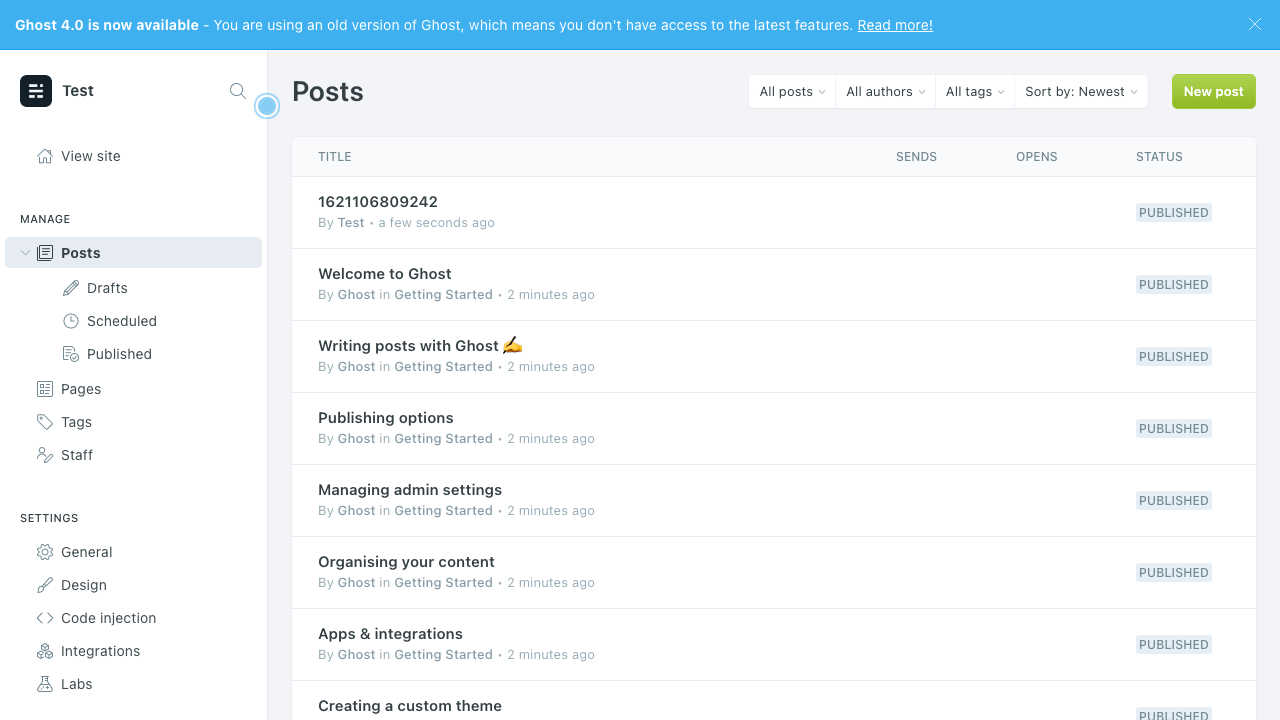 Ghost 4.0 is now available - You are using an old version of Ghost, which means you don't have access to the latest features. Read more!
Test
View site
MANAGE
Posts
Drafts
Scheduled
Published
Pages
Tags
Staff
SETTINGS
General
Design
Code injection
Integrations
Labs
Posts
All posts
All authors
All tags
Sort by: Newest
New post
TITLE SENDS OPENS STATUS
1621106809242
By Test • a few seconds ago
PUBLISHED
Welcome to Ghost
By Ghost in Getting Started • 2 minutes ago
PUBLISHED
Writing posts with Ghost ✍️
By Ghost in Getting Started • 2 minutes ago
PUBLISHED
Publishing options
By Ghost in Getting Started • 2 minutes ago
PUBLISHED
Managing admin settings
By Ghost in Getting Started • 2 minutes ago
PUBLISHED
Organising your content
By Ghost in Getting Started • 2 minutes ago
PUBLISHED
Apps & integrations
By Ghost in Getting Started • 2 minutes ago
PUBLISHED
Creating a custom theme
PUBLISHED